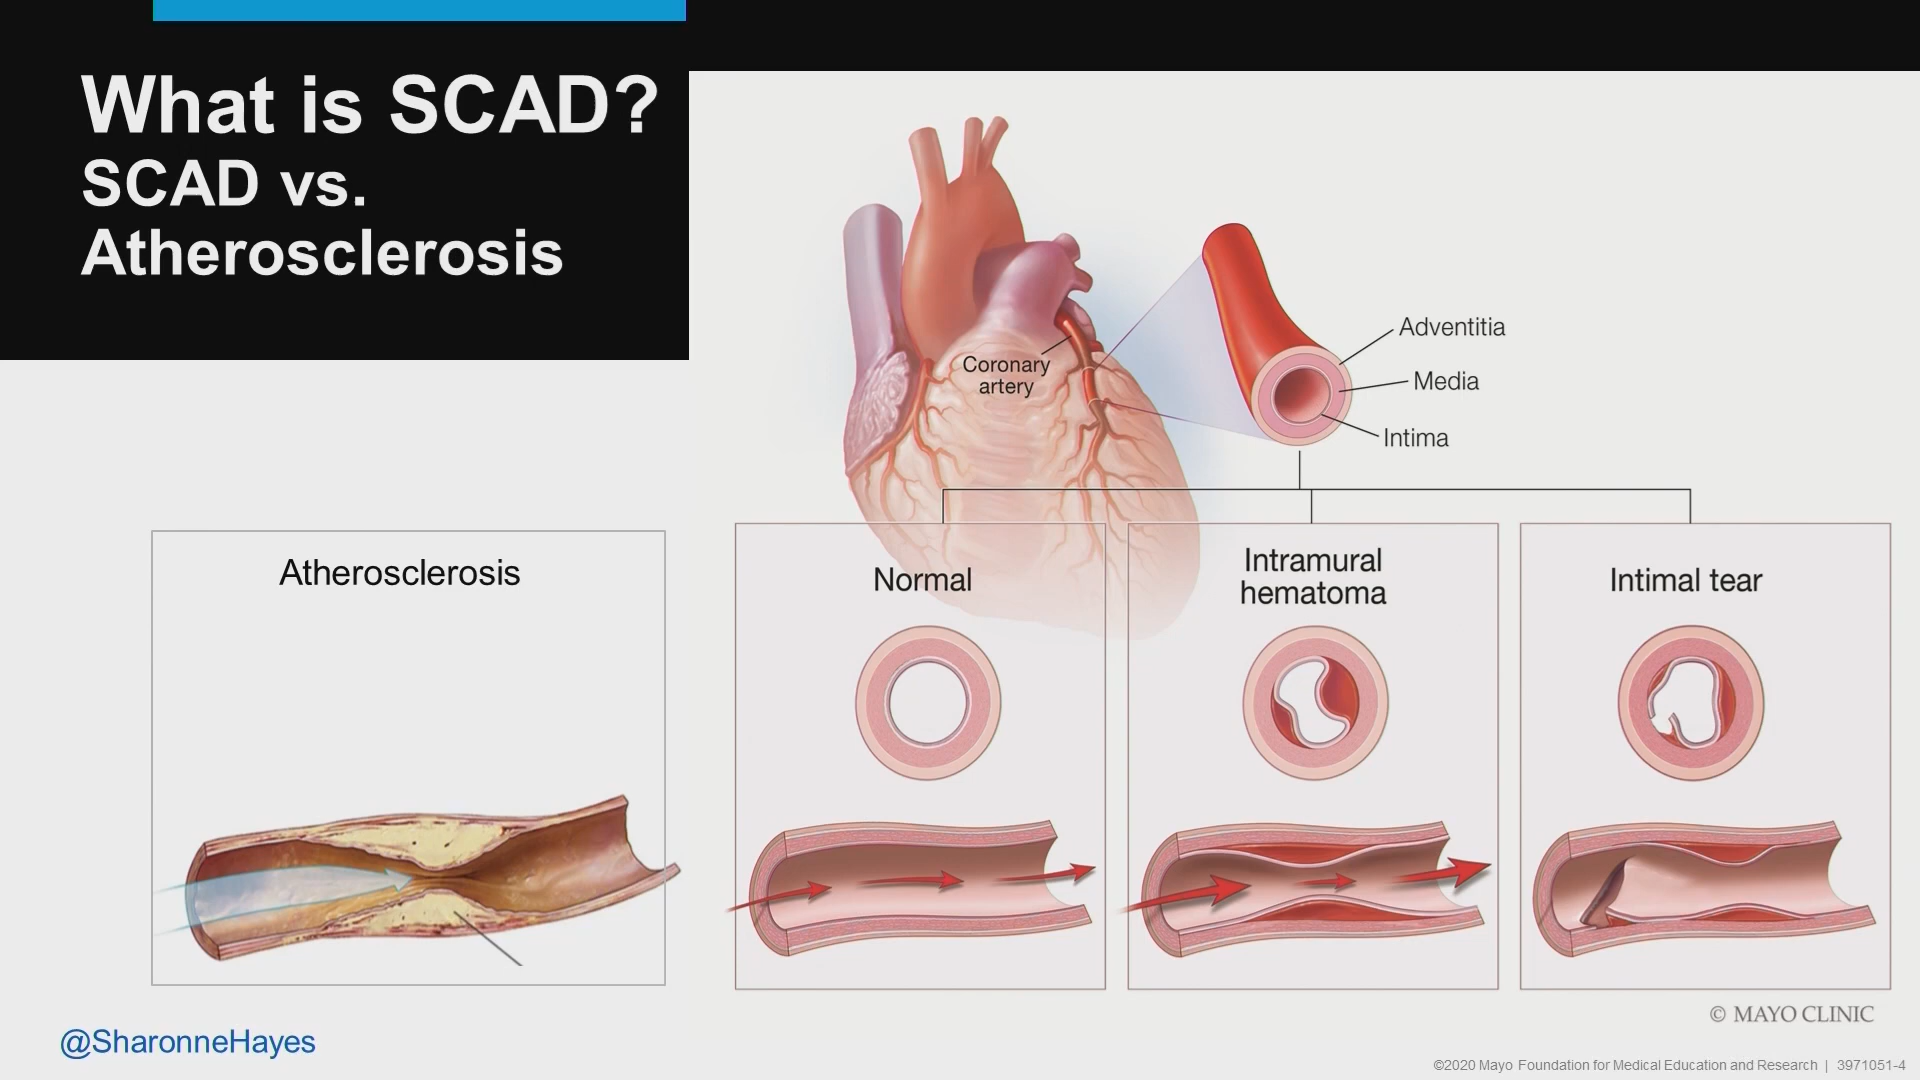 What is SCAD?
SCAD vs.
Atherosclerosis
Coronary
artery
Adventitia
Media
Intima
Atherosclerosis
Normal
Intramural
hematoma
Intimal tear
© MAYO CLINIC
@SharonneHayes
©2020 Mayo Foundation for Medical Education and Research | 3971051-4